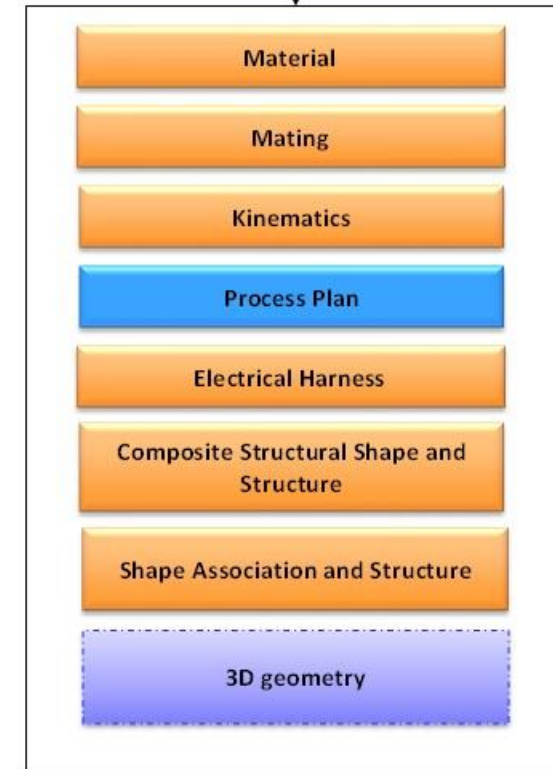 Material
Mating
Kinematics
Process Plan
Electrical Harness
Composite Structural Shape and
Structure
Shape Association and Structure
3D geometry